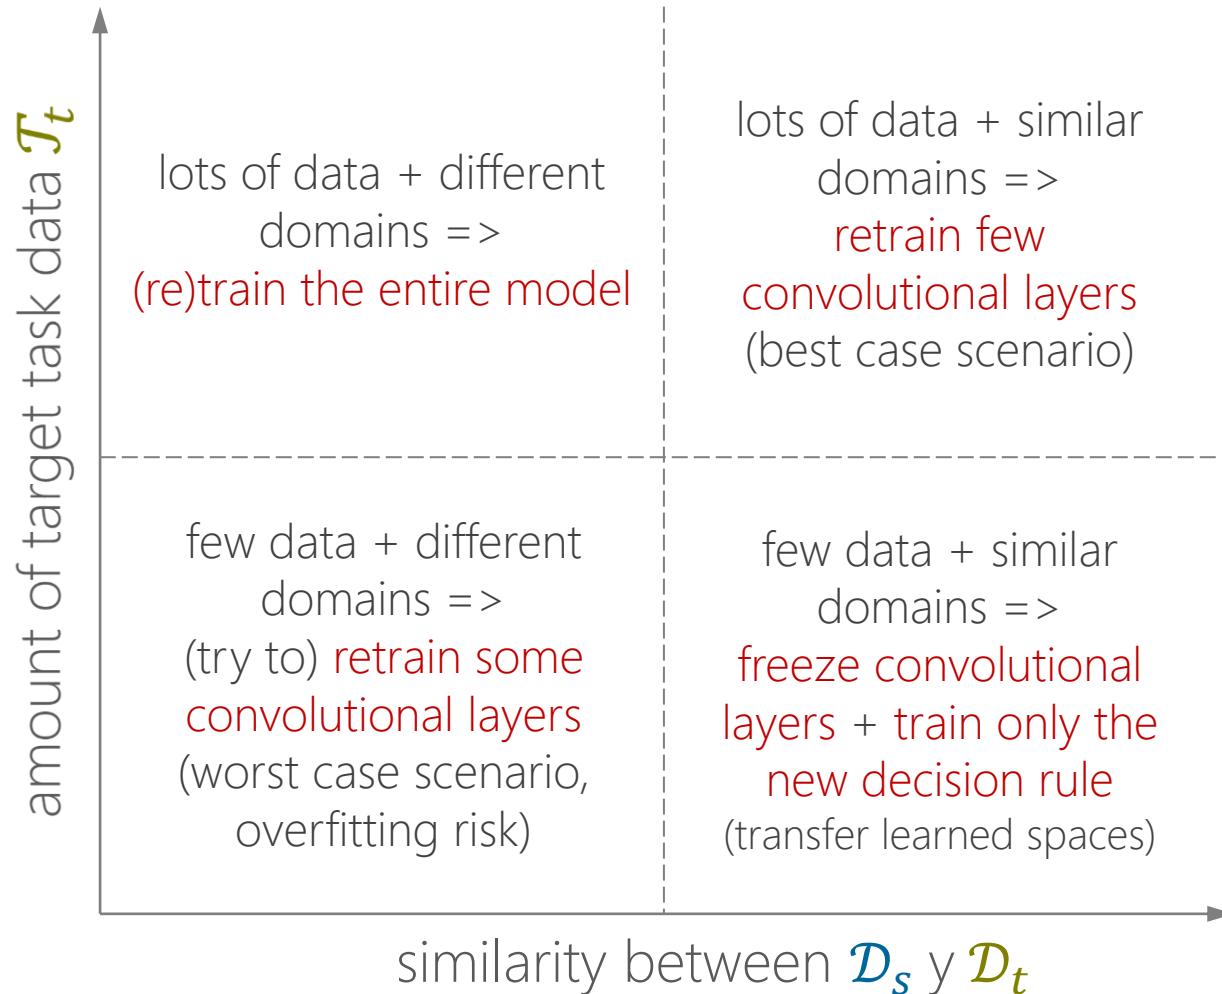 amount of target task data 𝒯ₜ
lots of data + different
domains =>
(re)train the entire model
lots of data + similar
domains =>
retrain few
convolutional layers
(best case scenario)
few data + different
domains =>
(try to) retrain some
convolutional layers
(worst case scenario,
overfitting risk)
few data + similar
domains =>
freeze convolutional
layers + train only the
new decision rule
(transfer learned spaces)
similarity between 𝒟ₛ y 𝒟ₜ